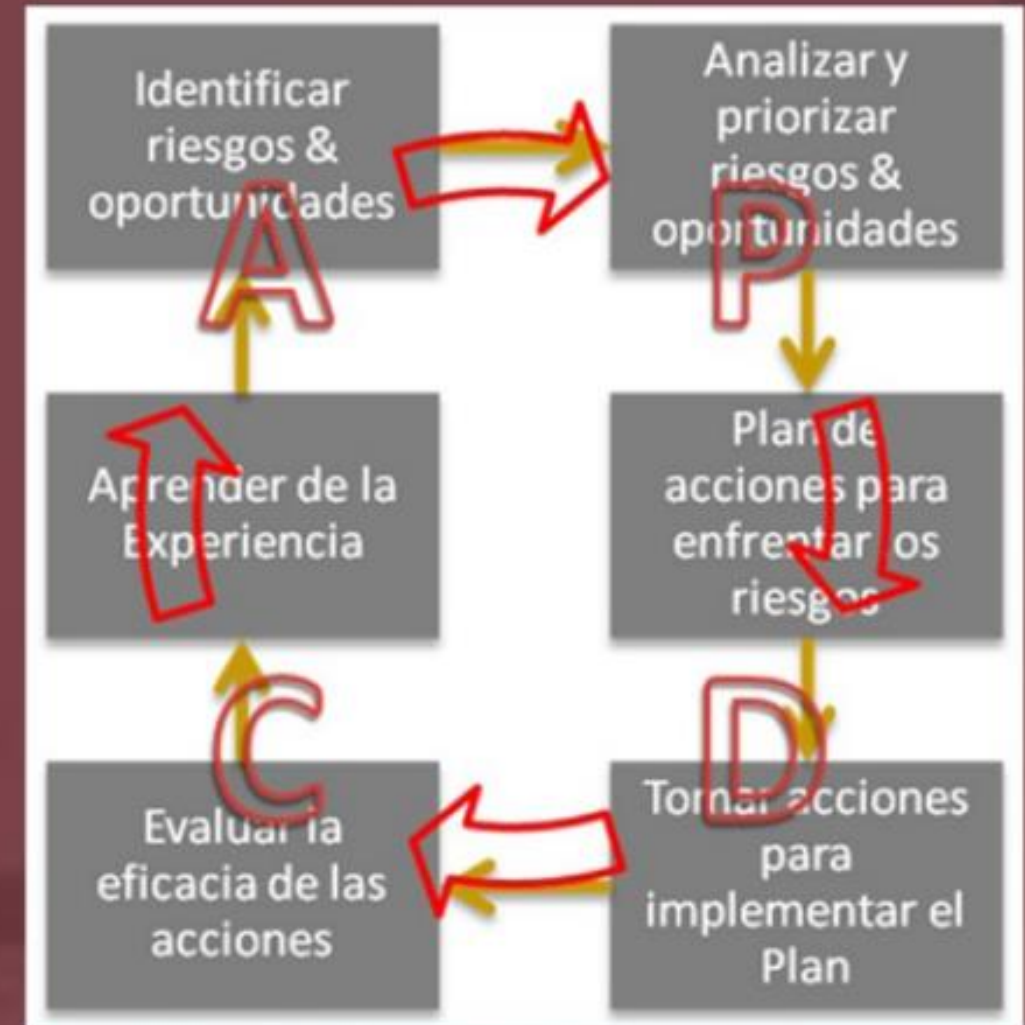 Identificar
riesgos &
oportunidades
Analizar y
priorizar
riesgos &
oportunidades
A
P
Aprender de la
Experiencia
Plan de
acciones para
enfrentar los
riesgos
C
D
Evaluar la
eficacia de las
acciones
Tomar acciones
para
implementar el
Plan